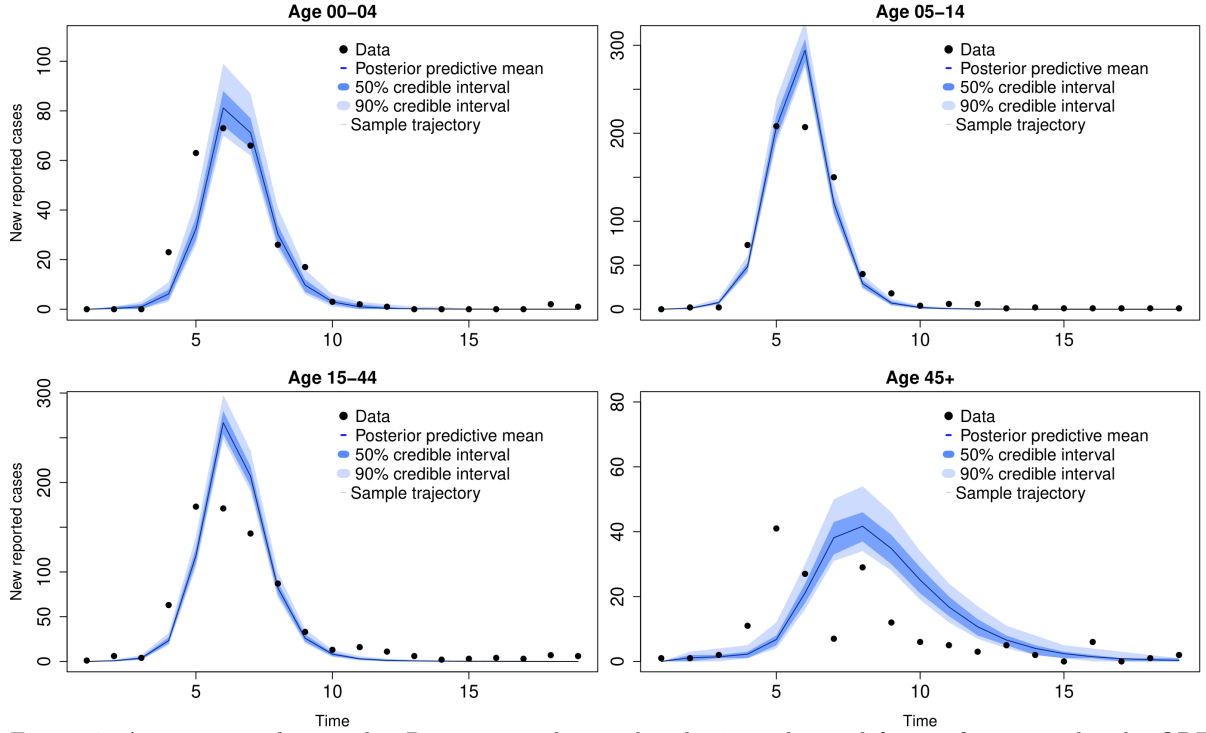 Age 00−04
New reported cases
0 20 40 60 80 100
5 10 15
Data
Posterior predictive mean
50% credible interval
90% credible interval
Sample trajectory
Age 05−14
0 50 100 200 300
5 10 15
Data
Posterior predictive mean
50% credible interval
90% credible interval
Sample trajectory
Age 15−44
New reported cases
0 50 100 200 300
5 10 15
Time
Data
Posterior predictive mean
50% credible interval
90% credible interval
Sample trajectory
Age 45+
0 20 40 60 80
5 10 15
Time
Data
Posterior predictive mean
50% credible interval
90% credible interval
Sample trajectory